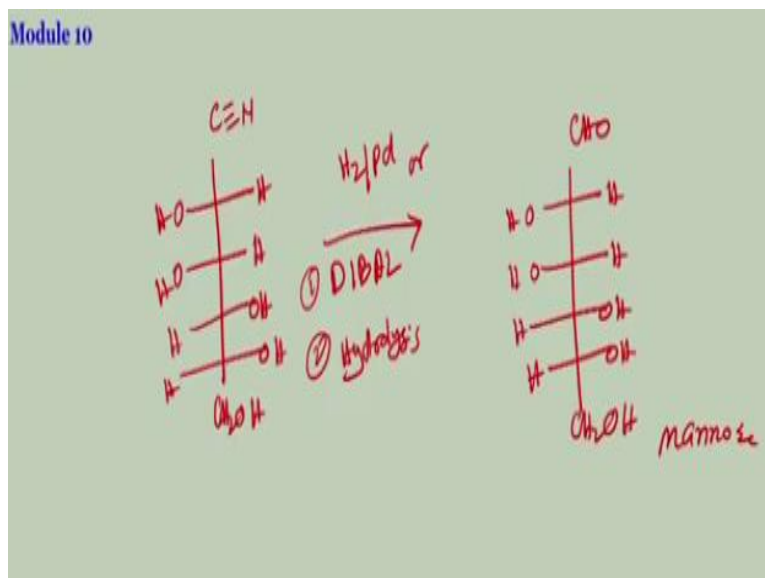 Module 10
C≡N
HO H
HO H
H OH
H OH
CH₂OH
H₂/Pd or
① DIBAL
② Hydrolysis
CHO
HO H
HO H
H OH
H OH
CH₂OH
mannose